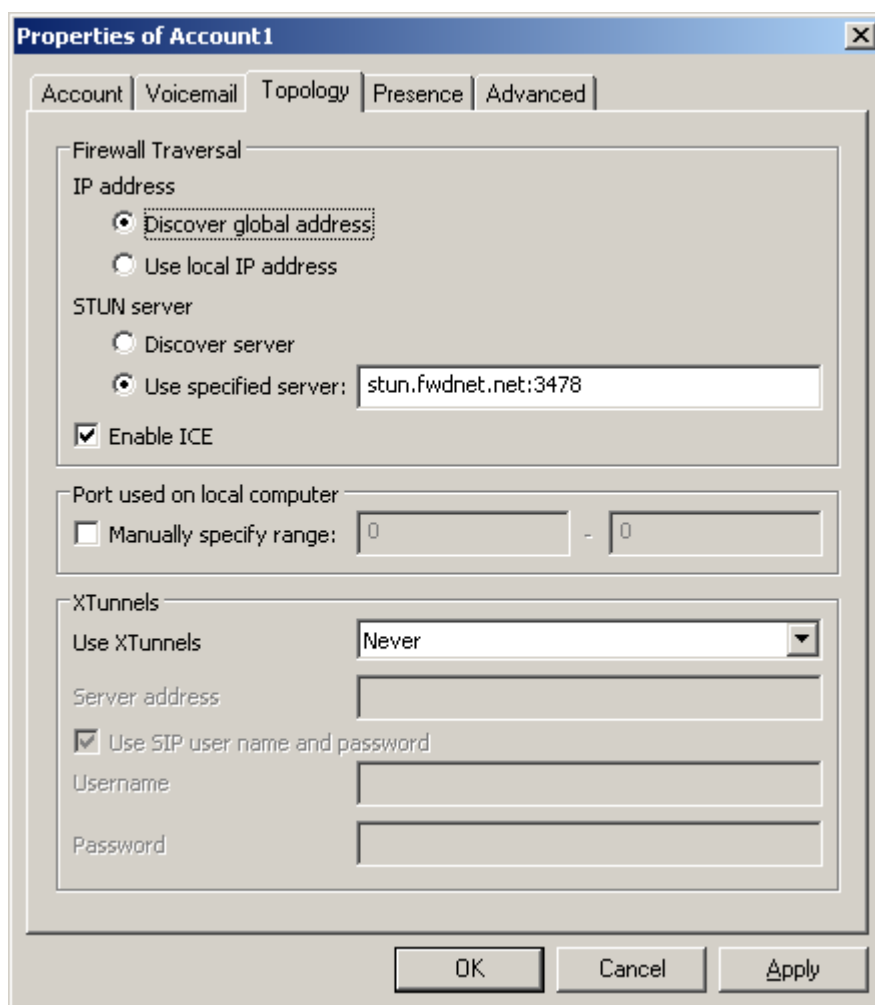 Properties of Account1
Account Voicemail Topology Presence Advanced
Firewall Traversal
IP address
Discover global address
Use local IP address
STUN server
Discover server
Use specified server: stun.fwdnet.net:3478
Enable ICE
Port used on local computer
Manually specify range: 0 - 0
XTunnels
Use XTunnels Never
Server address
Use SIP user name and password
Username
Password
OK Cancel Apply